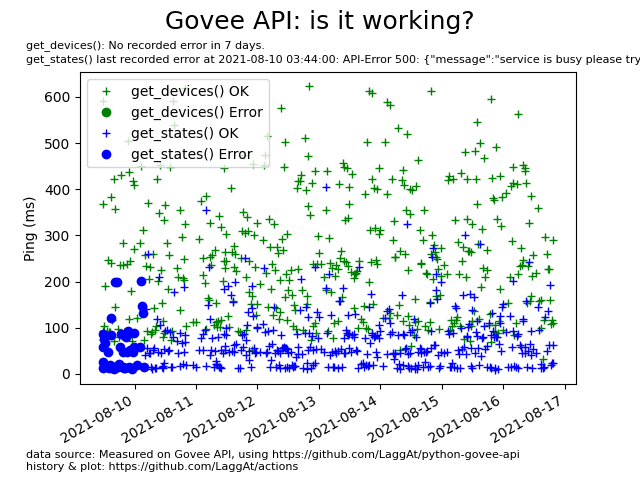 Govee API: is it working?
get_devices(): No recorded error in 7 days.
get_states() last recorded error at 2021-08-10 03:44:00: API-Error 500: {"message":"service is busy please try
get_devices() OK
get_devices() Error
get_states() OK
get_states() Error
Ping (ms)
600
500
400
300
200
100
0
2021-08-10
2021-08-11
2021-08-12
2021-08-13
2021-08-14
2021-08-15
2021-08-16
2021-08-17
data source: Measured on Govee API, using https://github.com/LaggAt/python-govee-api
history & plot: https://github.com/LaggAt/actions